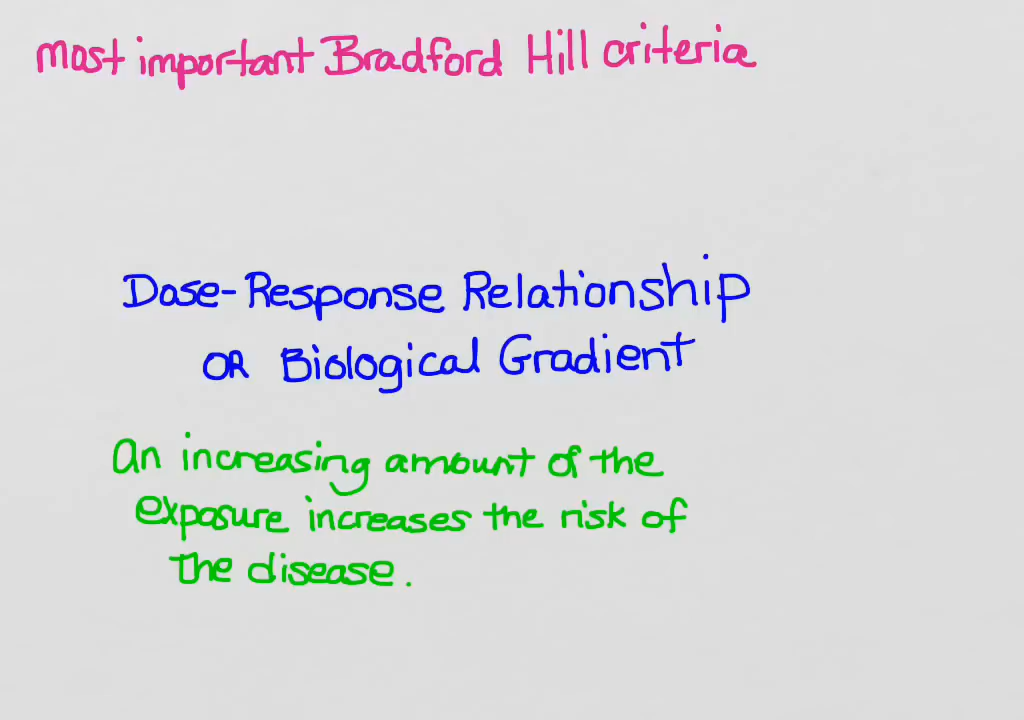 most important Bradford Hill criteria
Dose-Response Relationship
OR Biological Gradient
An increasing amount of the
exposure increases the risk of
the disease.